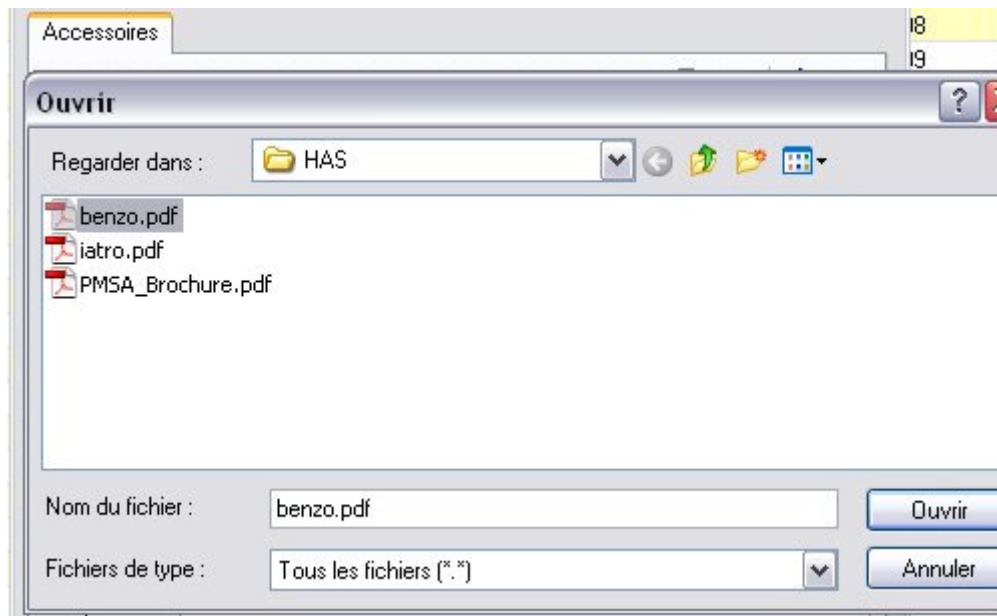 Accessoires
09
Ouvrir
?
Regarder dans :
HAS
benzo.pdf
iatro.pdf
PMSA_Brochure.pdf
Nom du fichier :
benzo.pdf
Ouvrir
Fichiers de type :
Tous les fichiers (*.*)
Annuler